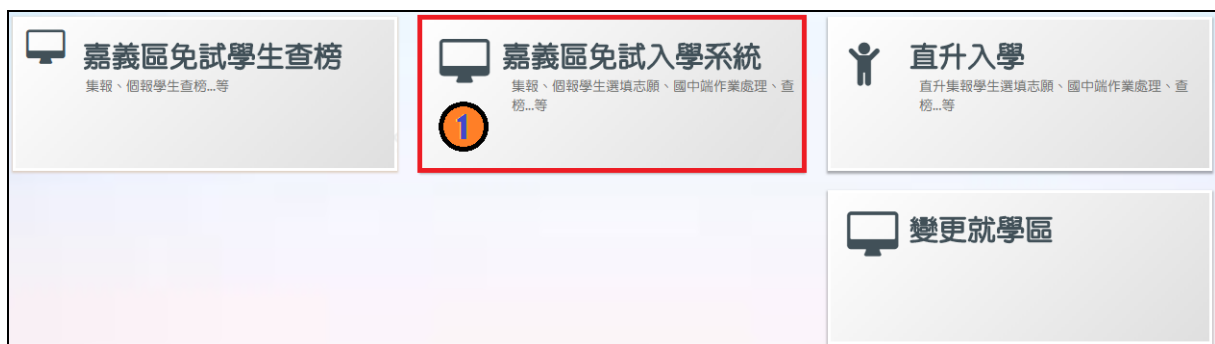 嘉義區免試學生查榜
集報、個報學生查榜...等
嘉義區免試入學系統
集報、個報學生選填志願、國中端作業處理、查
榜...等
1
直升入學
直升集報學生選填志願、國中端作業處理、查
榜...等
變更就學區